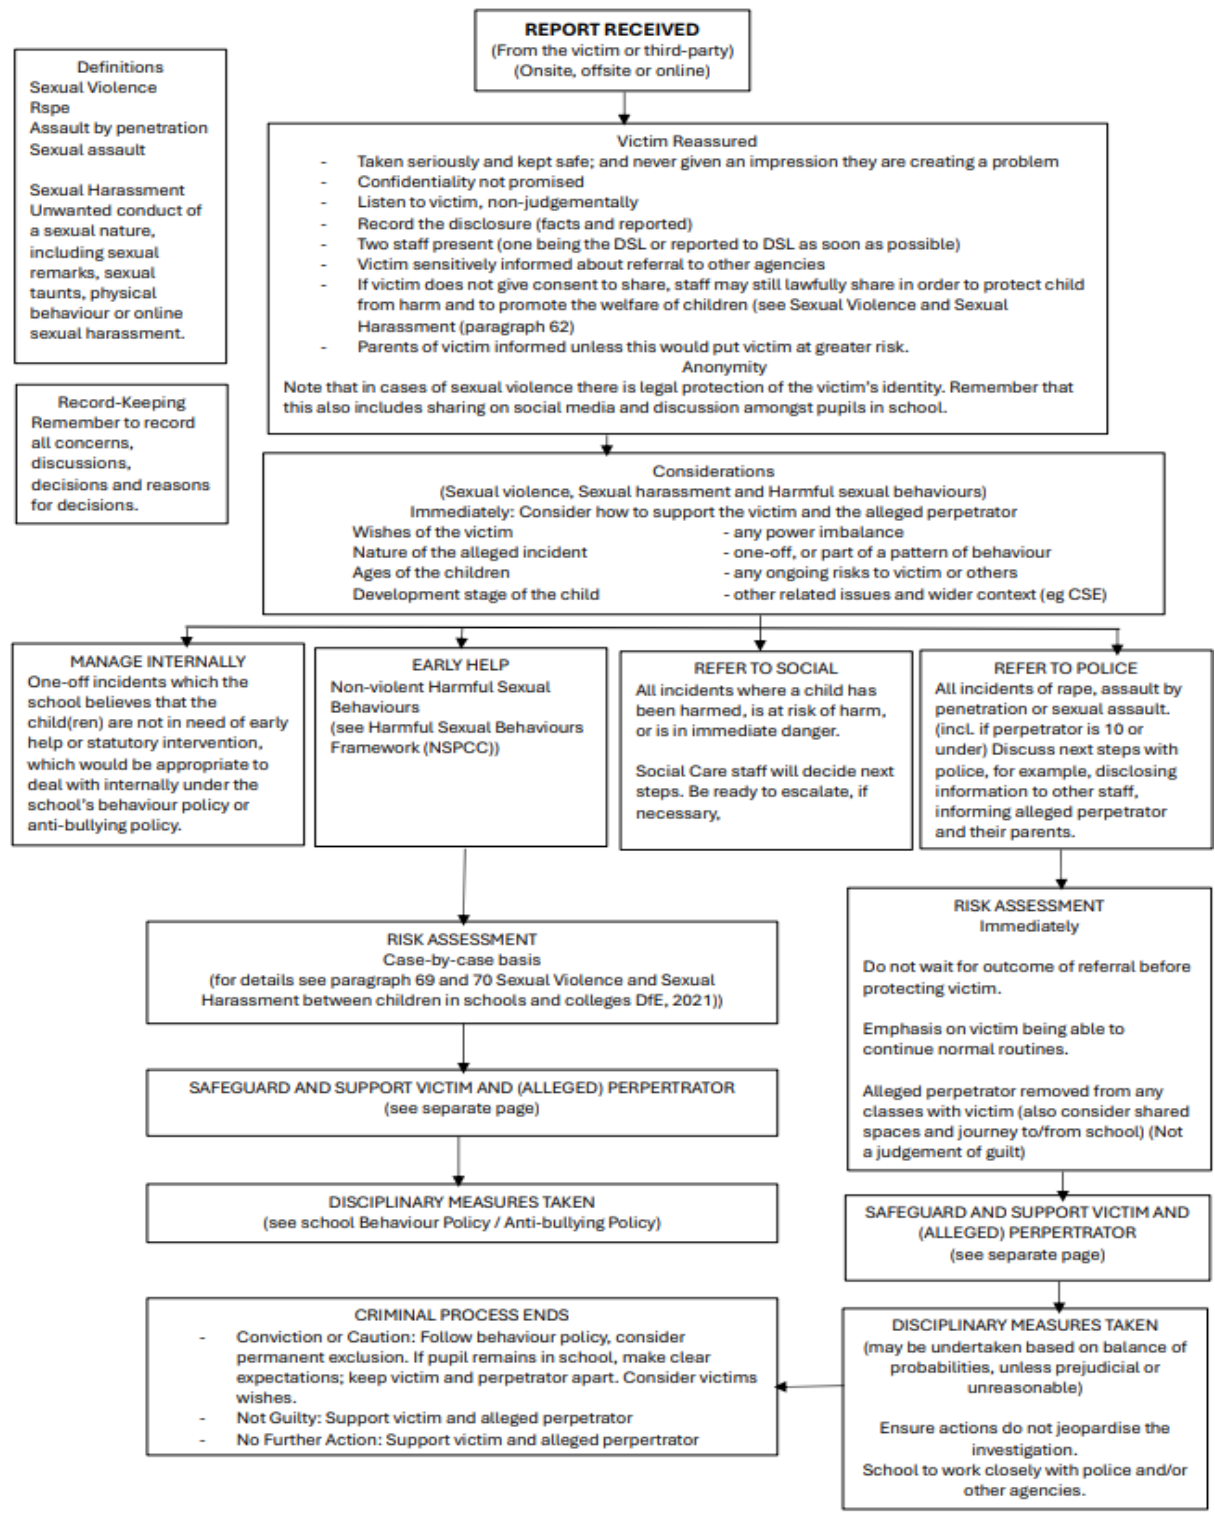 REPORT RECEIVED
(From the victim or third-party)
(Onsite, offsite or online)
Definitions
Sexual Violence
Rspe
Assault by penetration
Sexual assault
Sexual Harassment
Unwanted conduct of
a sexual nature,
including sexual
remarks, sexual
taunts, physical
behaviour or online
sexual harassment.
Victim Reassured
- Taken seriously and kept safe; and never given an impression they are creating a problem
- Confidentiality not promised
- Listen to victim, non-judgementally
- Record the disclosure (facts and reported)
- Two staff present (one being the DSL or reported to DSL as soon as possible)
- Victim sensitively informed about referral to other agencies
- If victim does not give consent to share, staff may still lawfully share in order to protect child
from harm and to promote the welfare of children (see Sexual Violence and Sexual
Harassment (paragraph 62)
- Parents of victim informed unless this would put victim at greater risk.
Anonymity
Note that in cases of sexual violence there is legal protection of the victim's identity. Remember that
this also includes sharing on social media and discussion amongst pupils in school.
Record-Keeping
Remember to record
all concerns,
discussions,
decisions and reasons
for decisions.
Considerations
(Sexual violence, Sexual harassment and Harmful sexual behaviours)
Immediately: Consider how to support the victim and the alleged perpetrator
Wishes of the victim - any power imbalance
Nature of the alleged incident - one-off, or part of a pattern of behaviour
Ages of the children - any ongoing risks to victim or others
Development stage of the child - other related issues and wider context (eg CSE)
MANAGE INTERNALLY
One-off incidents which the
school believes that the
child(ren) are not in need of early
help or statutory intervention,
which would be appropriate to
deal with internally under the
school's behaviour policy or
anti-bullying policy.
EARLY HELP
Non-violent Harmful Sexual
Behaviours
(see Harmful Sexual Behaviours
Framework (NSPCC))
REFER TO SOCIAL
All incidents where a child has
been harmed, is at risk of harm,
or is in immediate danger.
Social Care staff will decide next
steps. Be ready to escalate, if
necessary,
REFER TO POLICE
All incidents of rape, assault by
penetration or sexual assault.
(incl. if perpetrator is 10 or
under) Discuss next steps with
police, for example, disclosing
information to other staff,
informing alleged perpetrator
and their parents.
RISK ASSESSMENT
Case-by-case basis
(for details see paragraph 69 and 70 Sexual Violence and Sexual
Harassment between children in schools and colleges DfE, 2021))
SAFEGUARD AND SUPPORT VICTIM AND (ALLEGED) PERPERTRATOR
(see separate page)
DISCIPLINARY MEASURES TAKEN
(see school Behaviour Policy / Anti-bullying Policy)
RISK ASSESSMENT
Immediately
Do not wait for outcome of referral before
protecting victim.
Emphasis on victim being able to
continue normal routines.
Alleged perpetrator removed from any
classes with victim (also consider shared
spaces and journey to/from school) (Not
a judgement of guilt)
SAFEGUARD AND SUPPORT VICTIM AND
(ALLEGED) PERPERTRATOR
(see separate page)
DISCIPLINARY MEASURES TAKEN
(may be undertaken based on balance of
probabilities, unless prejudicial or
unreasonable)
Ensure actions do not jeopardise the
investigation.
School to work closely with police and/or
other agencies.
CRIMINAL PROCESS ENDS
- Conviction or Caution: Follow behaviour policy, consider
permanent exclusion. If pupil remains in school, make clear
expectations; keep victim and perpetrator apart. Consider victims
wishes.
- Not Guilty: Support victim and alleged perpetrator
- No Further Action: Support victim and alleged perpertrator